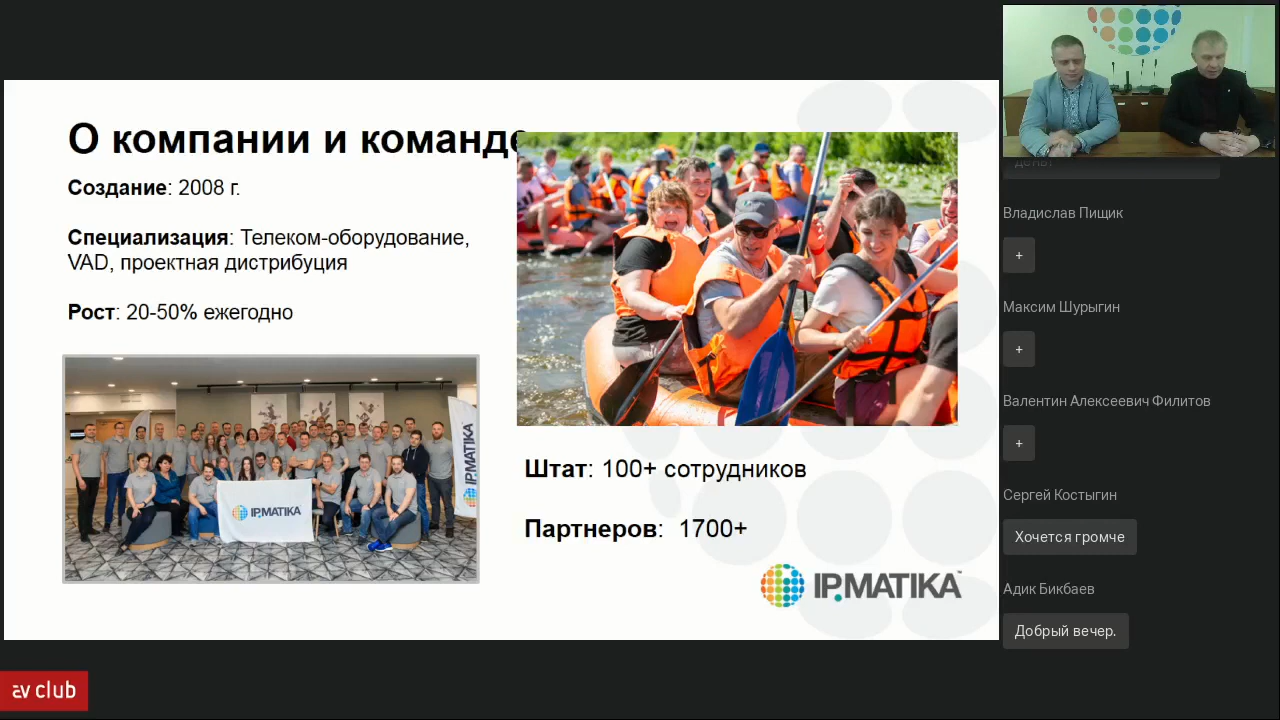 О компании и команде
Создание: 2008 г.
Специализация: Телеком-оборудование,
VAD, проектная дистрибуция
Рост: 20-50% ежегодно
IP.MATIKA
IP.MATIKA
Штат: 100+ сотрудников
Партнеров: 1700+
IP.MATIKA™
av club
Владислав Пищик
+
Максим Шурыгин
+
Валентин Алексеевич Филитов
+
Сергей Костыгин
Хочется громче
Адик Бикбаев
Добрый вечер.